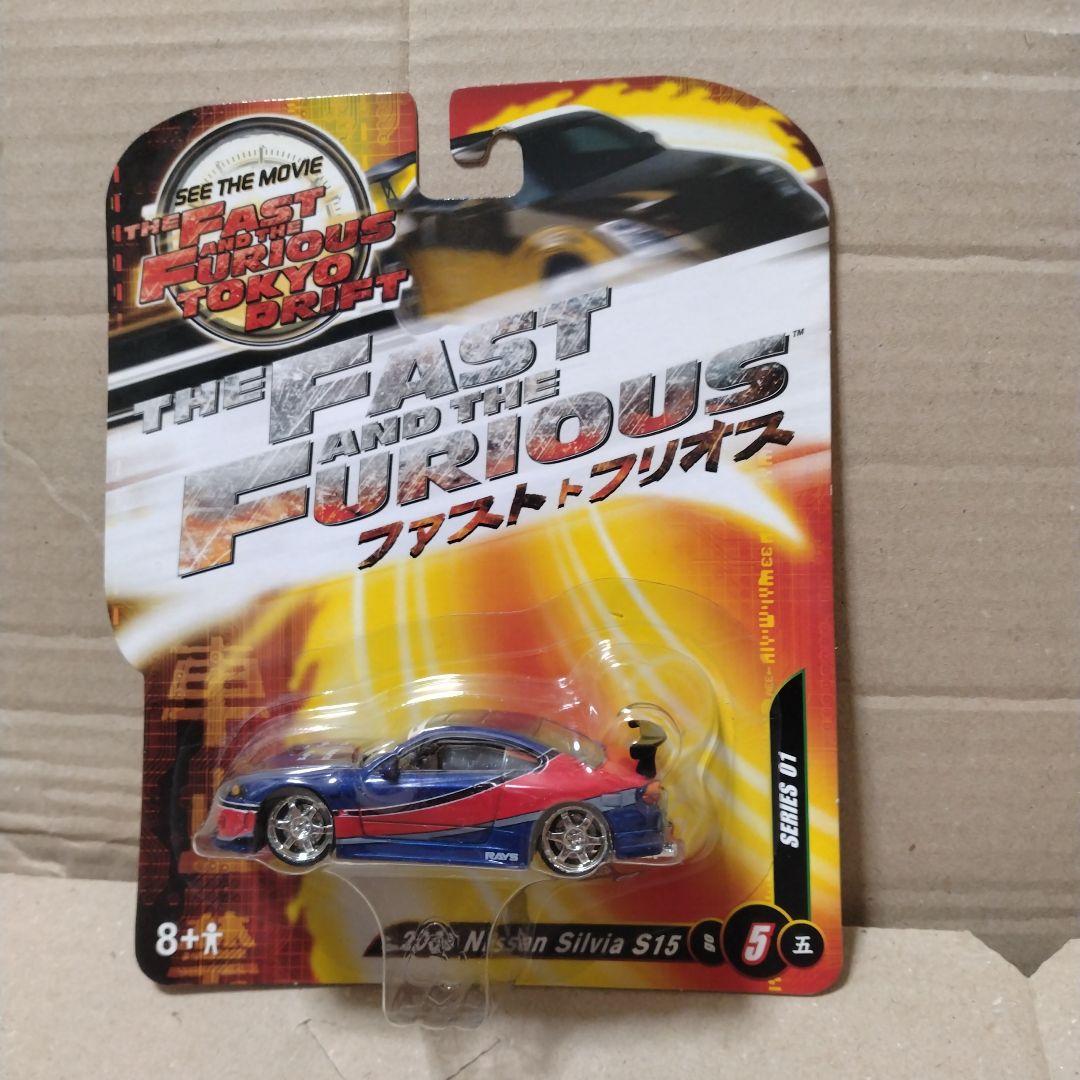 SEE THE MOVIE
THE FAST
AND THE
FURIOUS
TOKYO
DRIFT
THE FAST
AND THE
FURIOUS™
ファストトフリオス
SERIES 01
RAYS
8+
Nissan Silvia S15
5
五